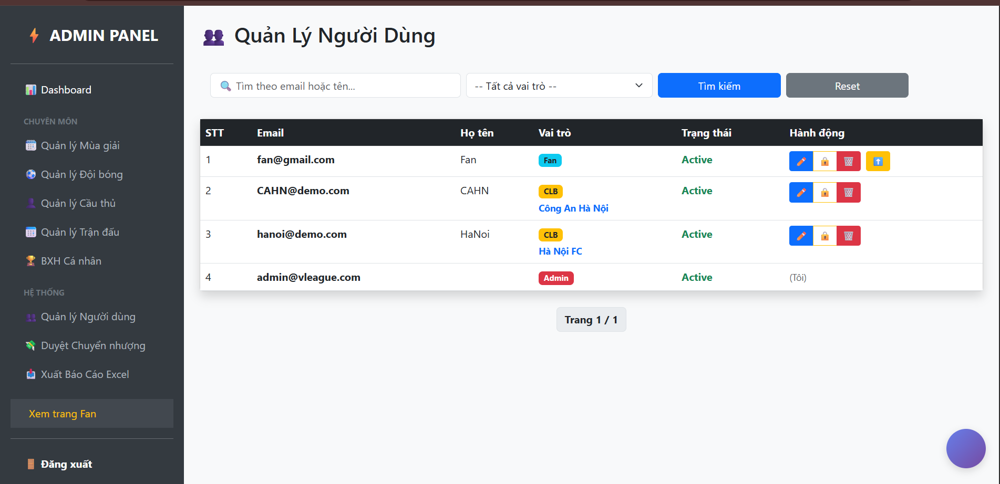 ADMIN PANEL
Dashboard
CHUYÊN MÔN
Quản lý Mùa giải
Quản lý Đội bóng
Quản lý Cầu thủ
Quản lý Trận đấu
BXH Cá nhân
HỆ THỐNG
Quản lý Người dùng
Duyệt Chuyển nhượng
Xuất Báo Cáo Excel
Xem trang Fan
Đăng xuất
Quản Lý Người Dùng
Tìm theo email hoặc tên...
-- Tất cả vai trò --
Tìm kiếm
Reset
STT Email Họ tên Vai trò Trạng thái Hành động
1 fan@gmail.com Fan Fan Active
2 CAHN@demo.com CAHN CLB Active
Công An Hà Nội
3 hanoi@demo.com HaNoi CLB Active
Hà Nội FC
4 admin@vleague.com Admin Active (Tôi)
Trang 1 / 1